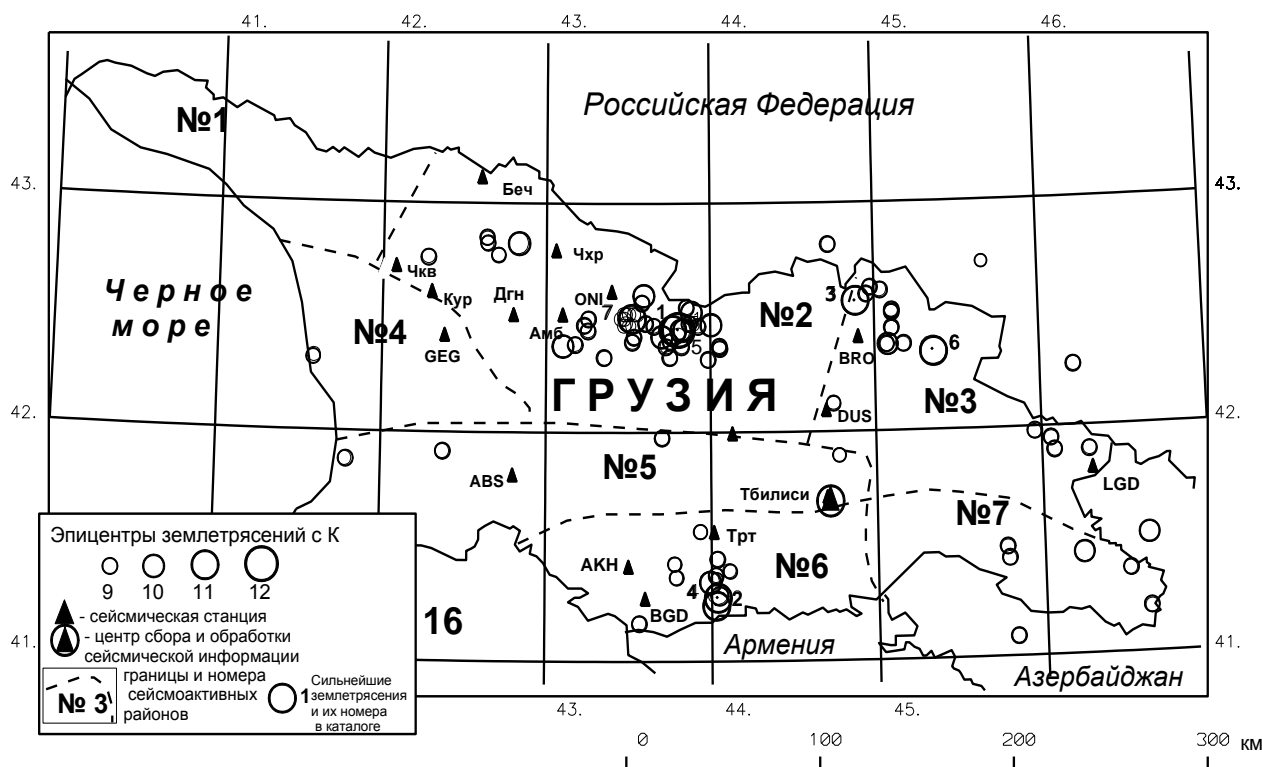 41. 42. 43. 44. 45. 46.
Российская Федерация
№1
43. 43.
Беч
Чхр
Чкв
Кур
Дгн
ONI
7
1
5
№2
3
Черное
море
№4
GEG
Амб
BRO
6
ГРУЗИЯ
№3
DUS
42. 42.
№5
ABS
Тбилиси
LGD
№7
Трт
AKH
№6
4
2
BGD
16
Армения
41. 41.
Азербайджан
Эпицентры землетрясений с К
9 10 11 12
- сейсмическая станция
- центр сбора и обработки
сейсмической информации
№ 3
границы и номера
сейсмоактивных
районов
1
Сильнейшие
землетрясения
и их номера
в каталоге
43. 44. 45.
0 100 200 300 км